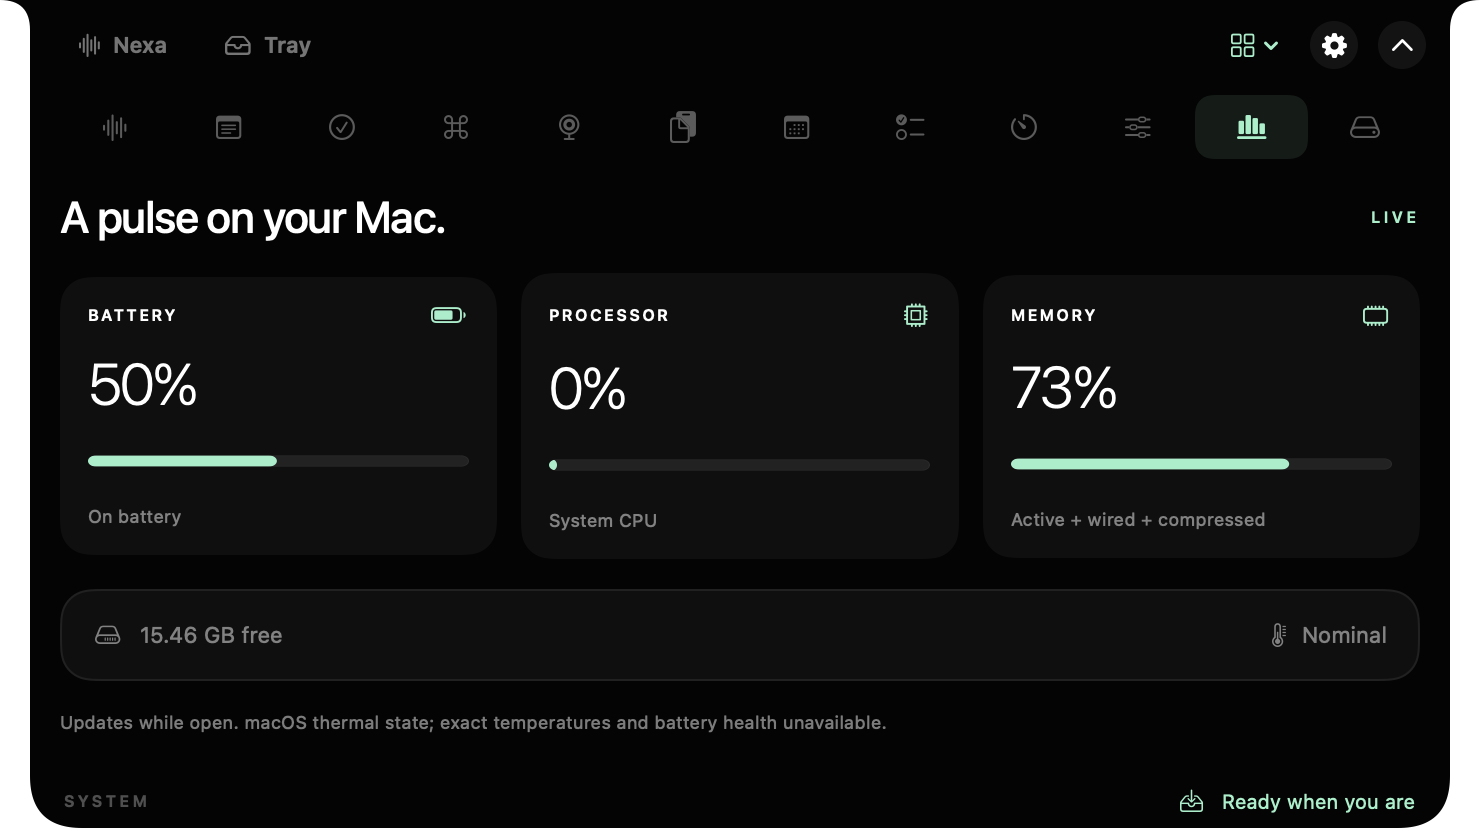 Nexa
Tray
A pulse on your Mac.
LIVE
BATTERY
50%
On battery
PROCESSOR
0%
System CPU
MEMORY
73%
Active + wired + compressed
15.46 GB free
Nominal
Updates while open. macOS thermal state; exact temperatures and battery health unavailable.
SYSTEM
Ready when you are